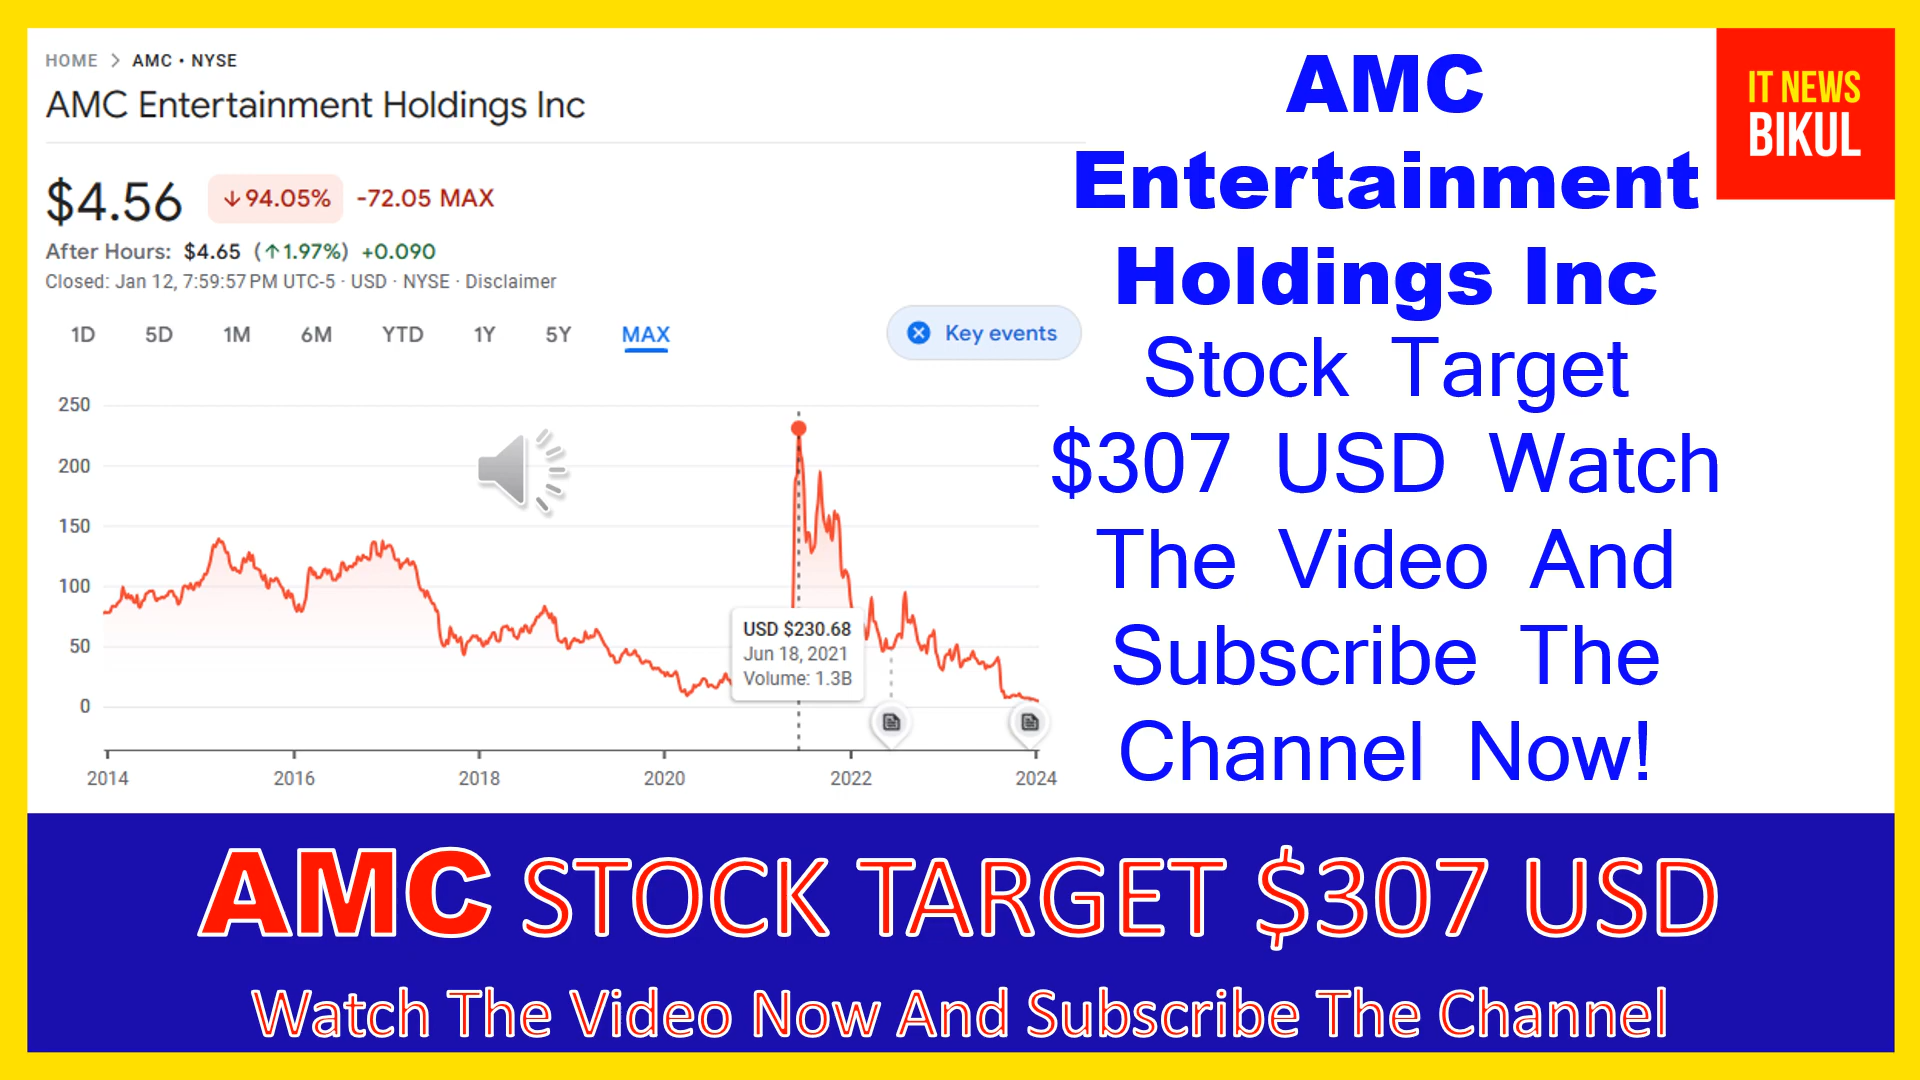 HOME > AMC • NYSE
AMC Entertainment Holdings Inc
$4.56 ↓94.05% -72.05 MAX
After Hours: $4.65 (↑1.97%) +0.090
Closed: Jan 12, 7:59:57 PM UTC-5 · USD · NYSE · Disclaimer
1D 5D 1M 6M YTD 1Y 5Y MAX
Key events
250
200
150
100
50
0
USD $230.68
Jun 18, 2021
Volume: 1.3B
2014 2016 2018 2020 2022 2024
AMC
Entertainment
Holdings Inc
Stock Target
$307 USD Watch
The Video And
Subscribe The
Channel Now!
IT NEWS
BIKUL
AMC STOCK TARGET $307 USD
Watch The Video Now And Subscribe The Channel